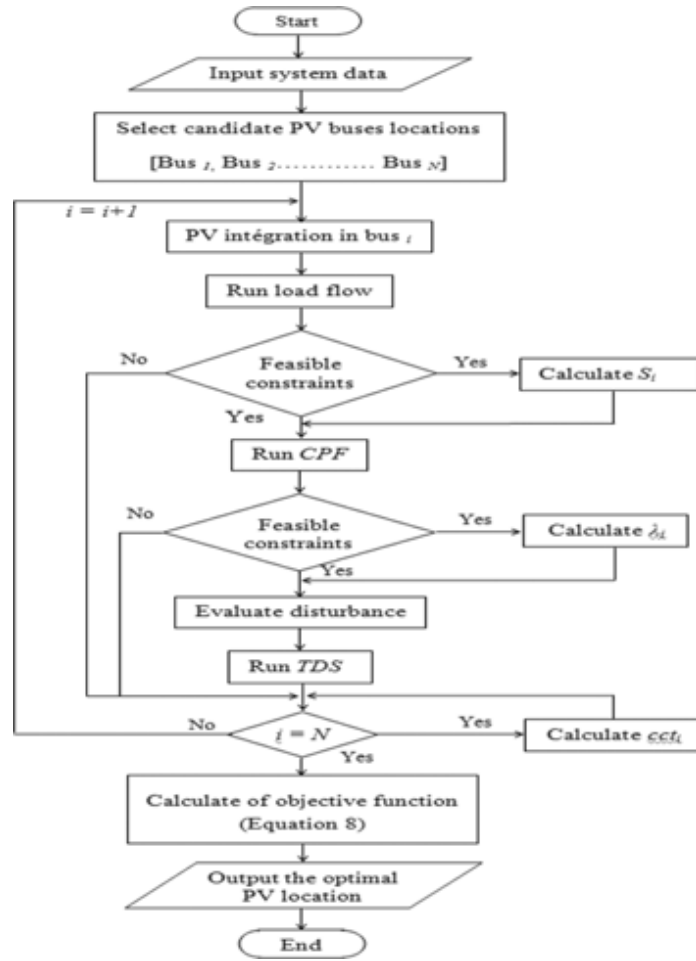 Start
Input system data
Select candidate PV buses locations
[Bus 1, Bus 2............ Bus N]
i = i+1
PV intégration in bus i
Run load flow
No
Feasible
constraints
Yes
Calculate Si
Yes
Run CPF
No
Feasible
constraints
Yes
Calculate λi
Yes
Evaluate disturbance
Run TDS
No
i = N
Yes
Calculate ccti
Yes
Calculate of objective function
(Equation 8)
Output the optimal
PV location
End